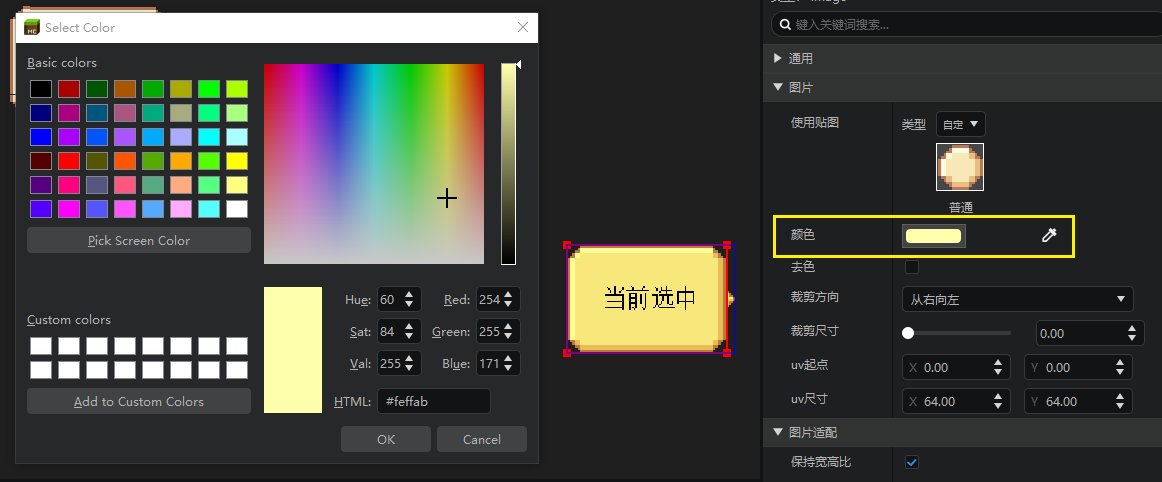 Select Color
Basic colors
Pick Screen Color
Custom colors
Add to Custom Colors
Hue: 60
Red: 254
Sat: 84
Green: 255
Val: 255
Blue: 171
HTML: #feffab
OK
Cancel
当前选中
键入关键词搜索...
通用
图片
使用贴图
类型
自定
普通
颜色
去色
裁剪方向
从右向左
裁剪尺寸
0.00
uv起点
X 0.00
Y 0.00
uv尺寸
X 64.00
Y 64.00
图片适配
保持宽高比